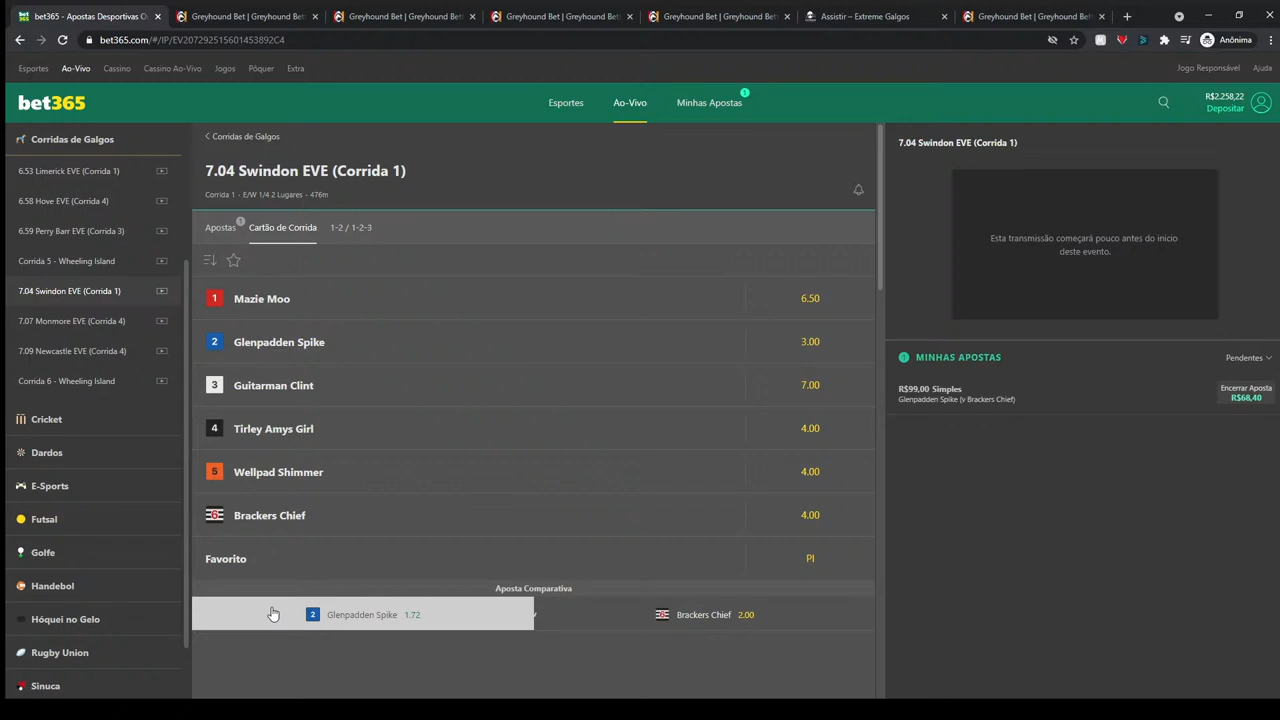 bet365 - Apostas Desportivas O
Greyhound Bet | Greyhound Bet
Greyhound Bet | Greyhound Bet
Greyhound Bet | Greyhound Bet
Greyhound Bet | Greyhound Bet
Assistir – Extreme Galgos
Greyhound Bet | Greyhound Bet
bet365.com/#/IP/EV207292515601453892C4
Anônima
Esportes Ao-Vivo Cassino Cassino Ao-Vivo Jogos Pôquer Extra
Jogo Responsável Ajuda
bet365
Esportes Ao-Vivo Minhas Apostas 1
R$2.258,22
Depositar
Corridas de Galgos
6.53 Limerick EVE (Corrida 1)
6.58 Hove EVE (Corrida 4)
6.59 Perry Barr EVE (Corrida 3)
Corrida 5 - Wheeling Island
7.04 Swindon EVE (Corrida 1)
7.07 Monmore EVE (Corrida 4)
7.09 Newcastle EVE (Corrida 4)
Corrida 6 - Wheeling Island
Cricket
Dardos
E-Sports
Futsal
Golfe
Handebol
Hóquei no Gelo
Rugby Union
Sinuca
Corridas de Galgos
7.04 Swindon EVE (Corrida 1)
Corrida 1 - E/W 1/4 2 Lugares - 476m
Apostas 1 Cartão de Corrida 1-2 / 1-2-3
1 Mazie Moo 6.50
2 Glenpadden Spike 3.00
3 Guitarman Clint 7.00
4 Tirley Amys Girl 4.00
5 Wellpad Shimmer 4.00
6 Brackers Chief 4.00
Favorito PI
Aposta Comparativa
2 Glenpadden Spike 1.72 v 6 Brackers Chief 2.00
7.04 Swindon EVE (Corrida 1)
Esta transmissão começará pouco antes do inicio
deste evento.
1 MINHAS APOSTAS Pendentes
R$99,00 Simples
Glenpadden Spike (v Brackers Chief)
Encerrar Aposta
R$68,40